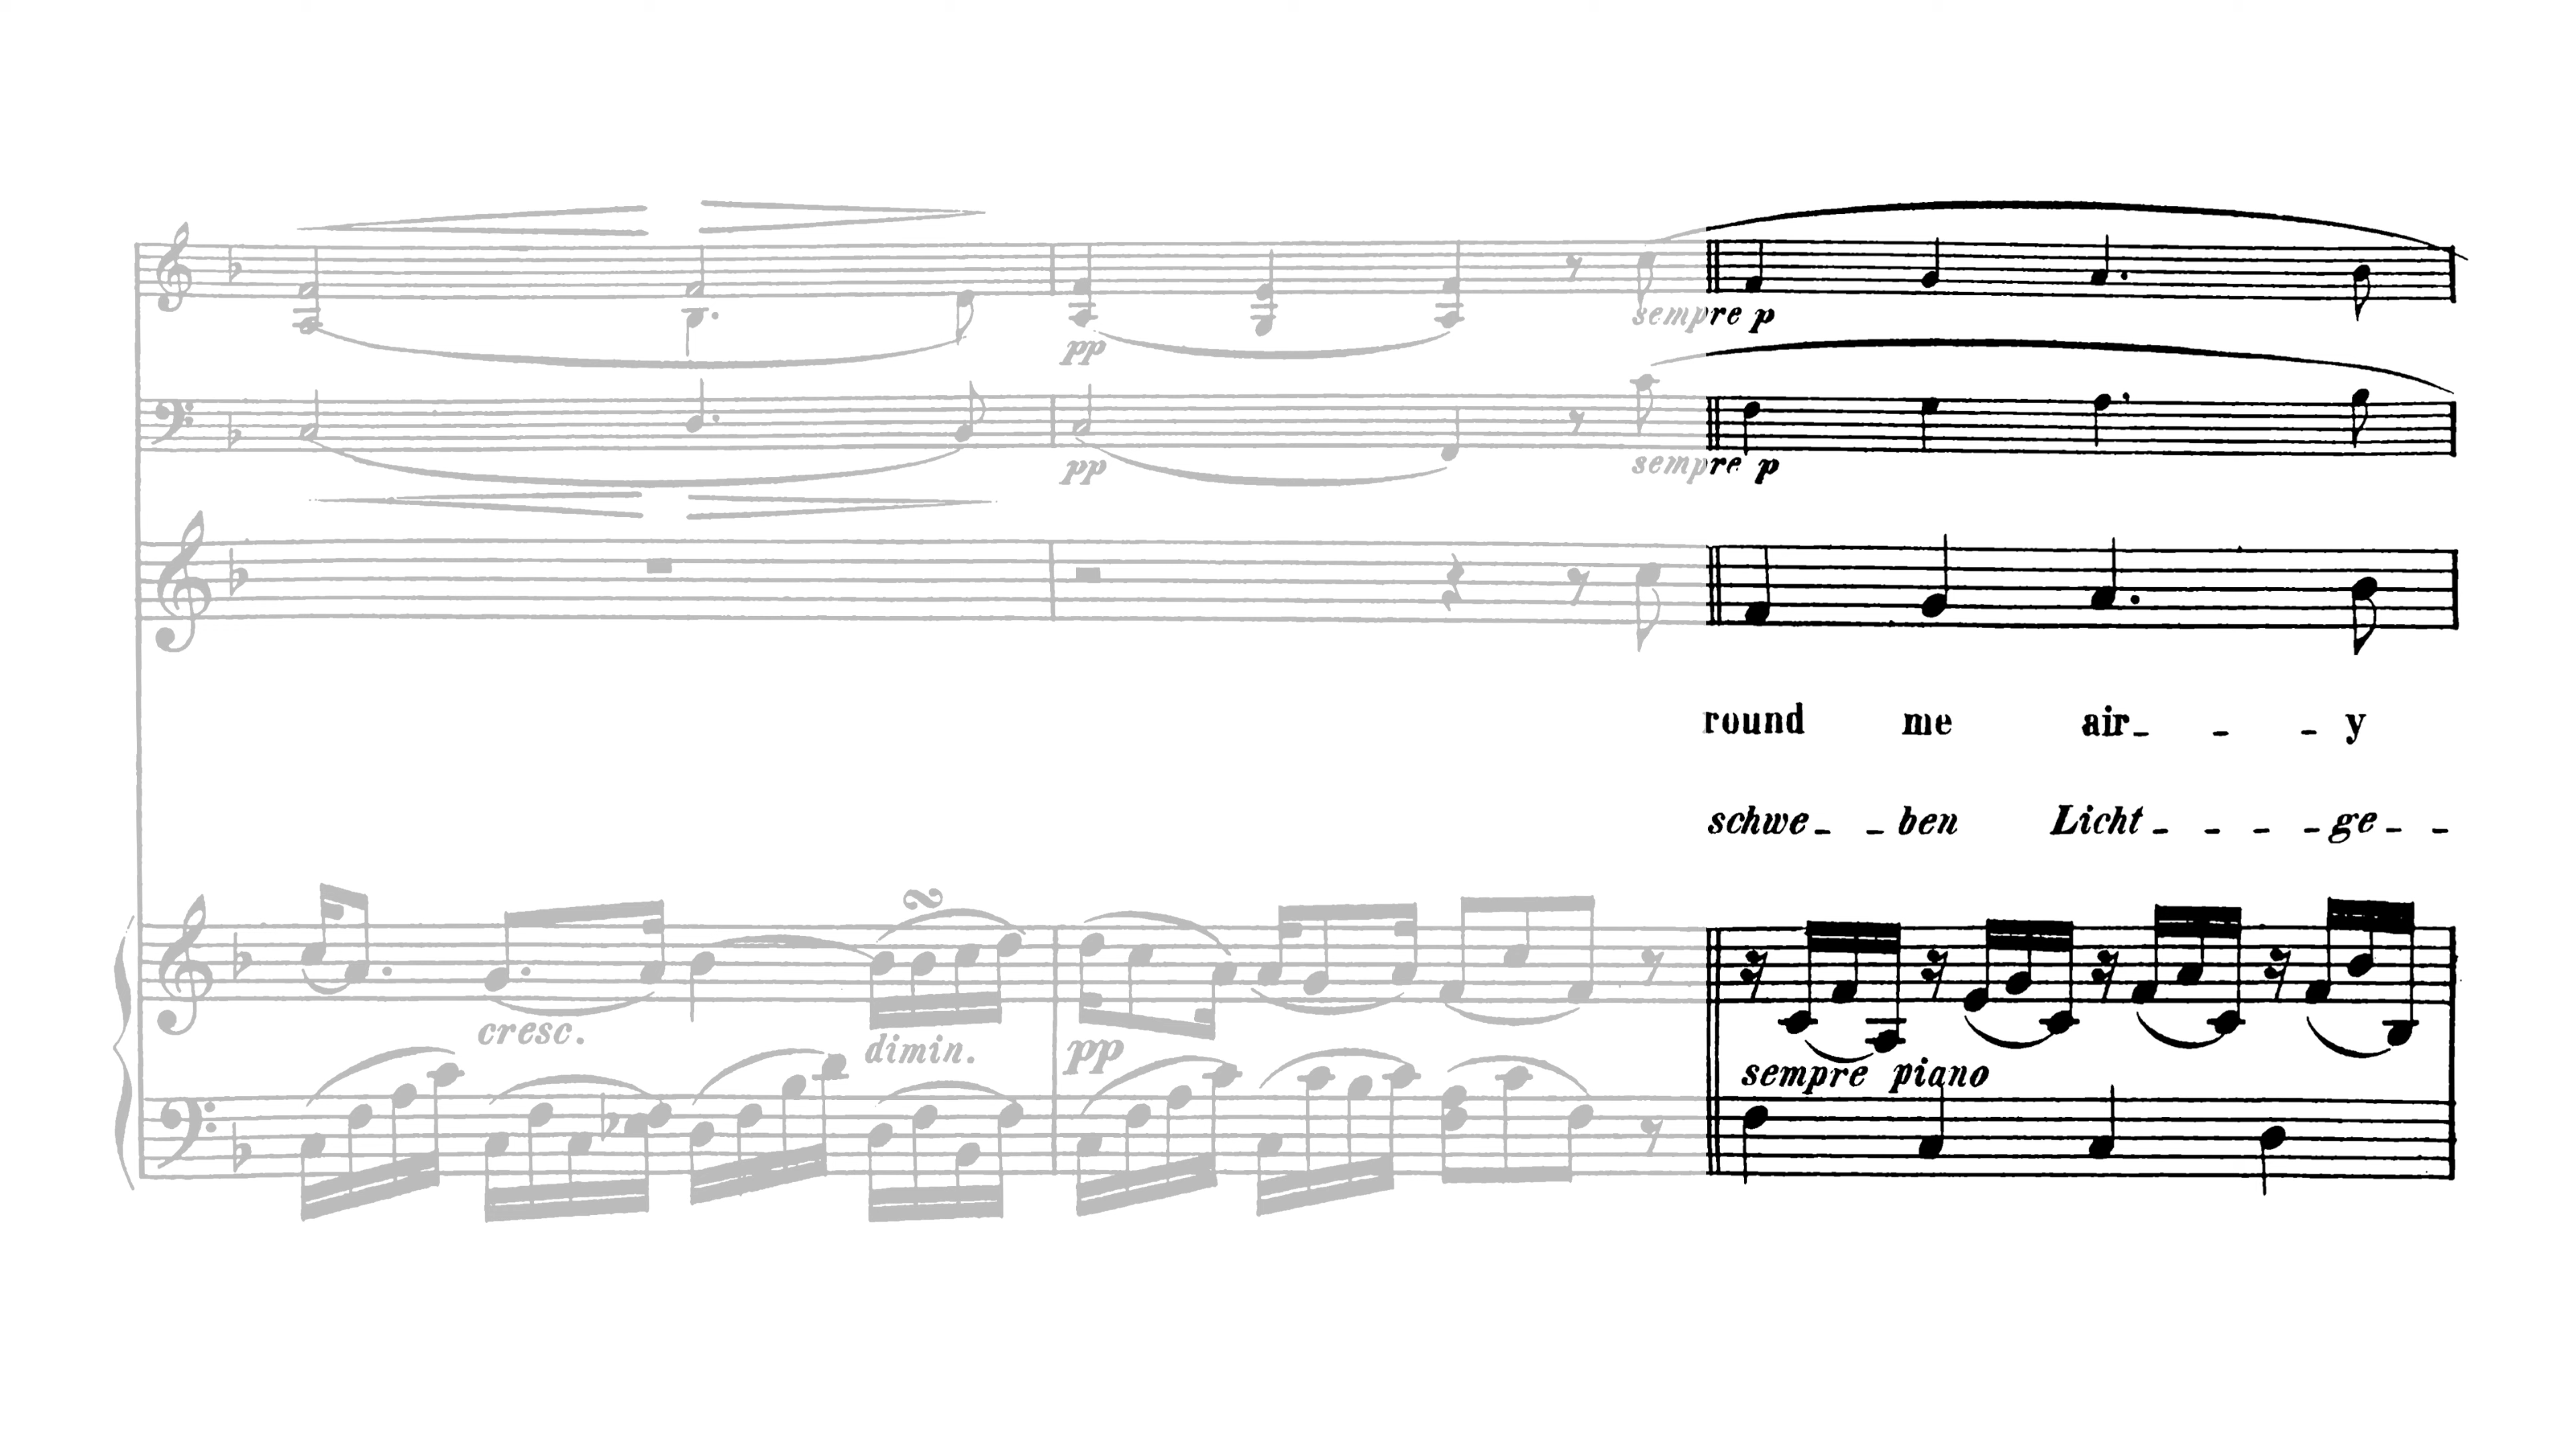 pp
sempre p
pp
sempre p
round me air- - - y
schwe- - ben Licht- - - - ge- -
cresc.
dimin.
pp
sempre piano